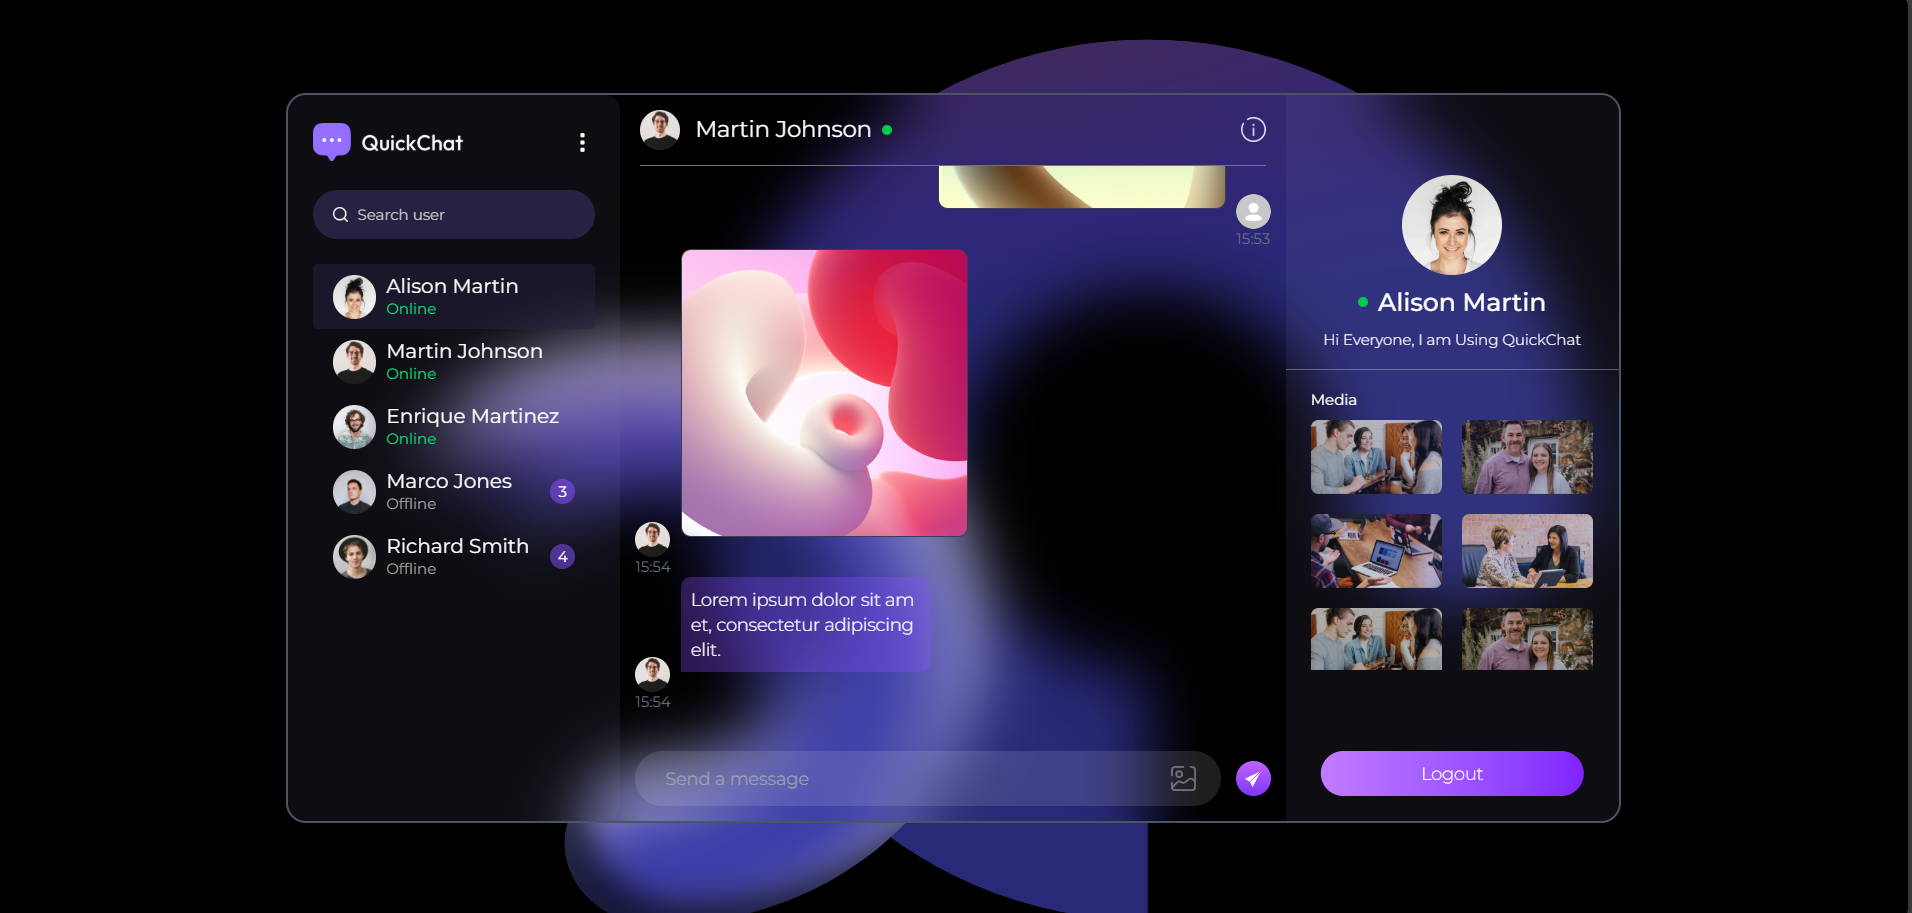 QuickChat
Search user
Alison Martin
Online
Martin Johnson
Online
Enrique Martinez
Online
Marco Jones
Offline
3
Richard Smith
Offline
4
Martin Johnson
15:53
15:54
Lorem ipsum dolor sit am
et, consectetur adipiscing
elit.
15:54
Send a message
Alison Martin
Hi Everyone, I am Using QuickChat
Media
Logout